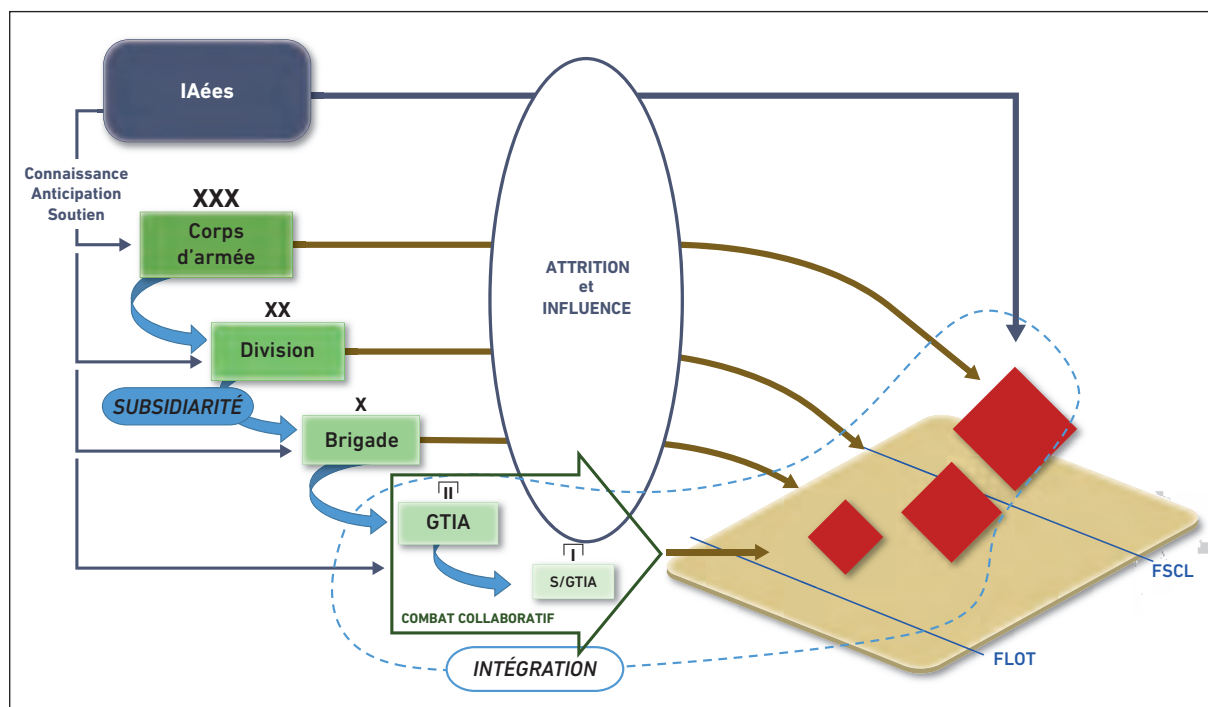 IAées
Connaissance
Anticipation
Soutien
XXX
Corps
d'armée
ATTRITION
et
INFLUENCE
XX
Division
SUBSIDIARITÉ
X
Brigade
II
GTIA
I
S/GTIA
COMBAT COLLABORATIF
INTÉGRATION
FSCL
FLOT